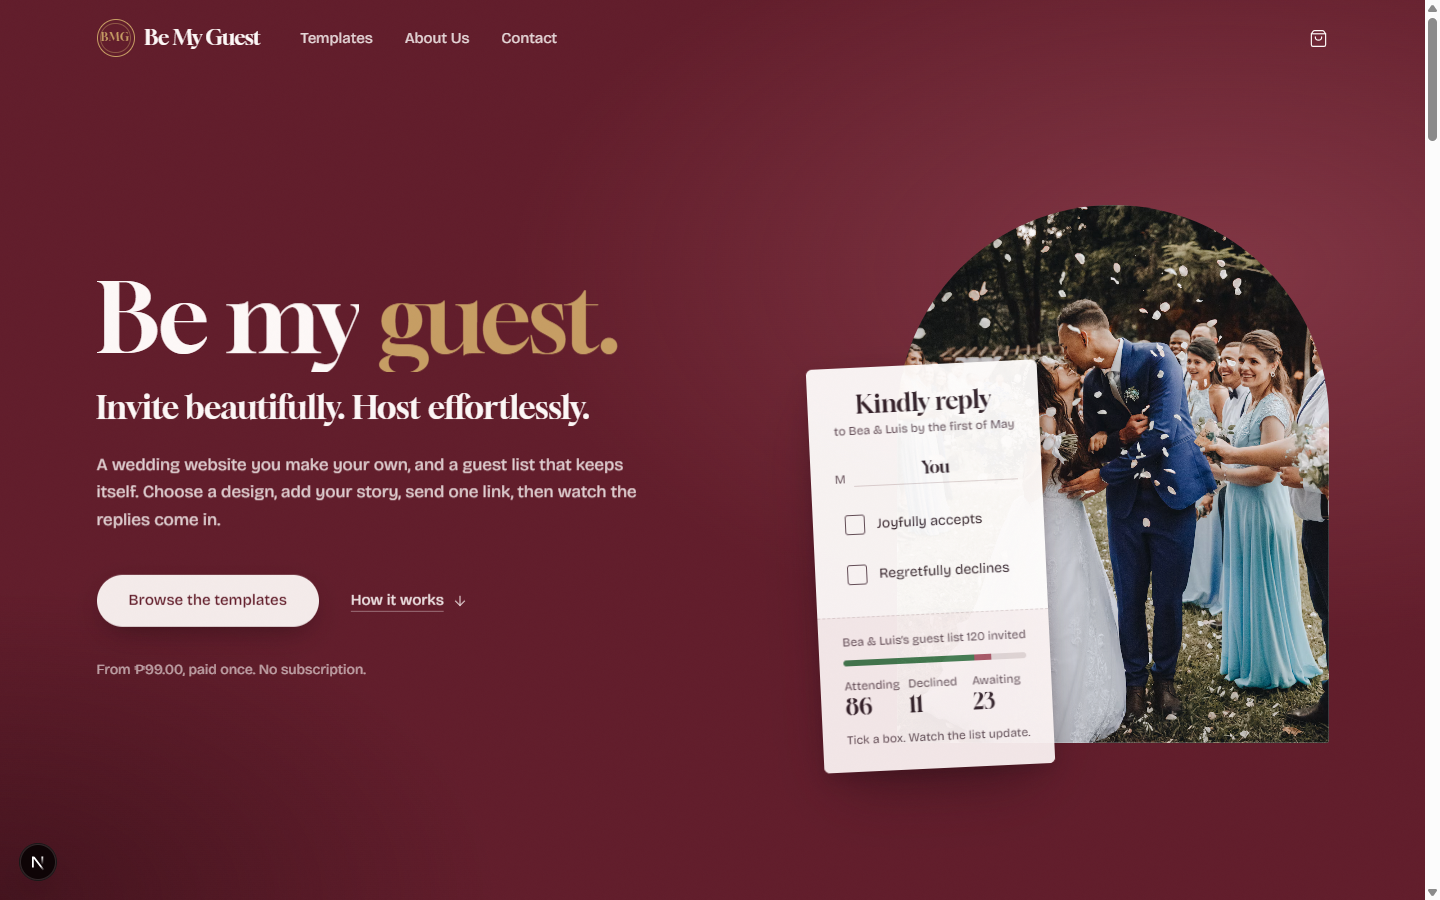 BMG
Be My Guest
Templates
About Us
Contact
Be my guest.
Invite beautifully. Host effortlessly.
A wedding website you make your own, and a guest list that keeps
itself. Choose a design, add your story, send one link, then watch the
replies come in.
Browse the templates
How it works ↓
From ₱99.00, paid once. No subscription.
Kindly reply
to Bea & Luis by the first of May
M You
Joyfully accepts
Regretfully declines
Bea & Luis's guest list 120 invited
Attending Declined Awaiting
86 11 23
Tick a box. Watch the list update.
N